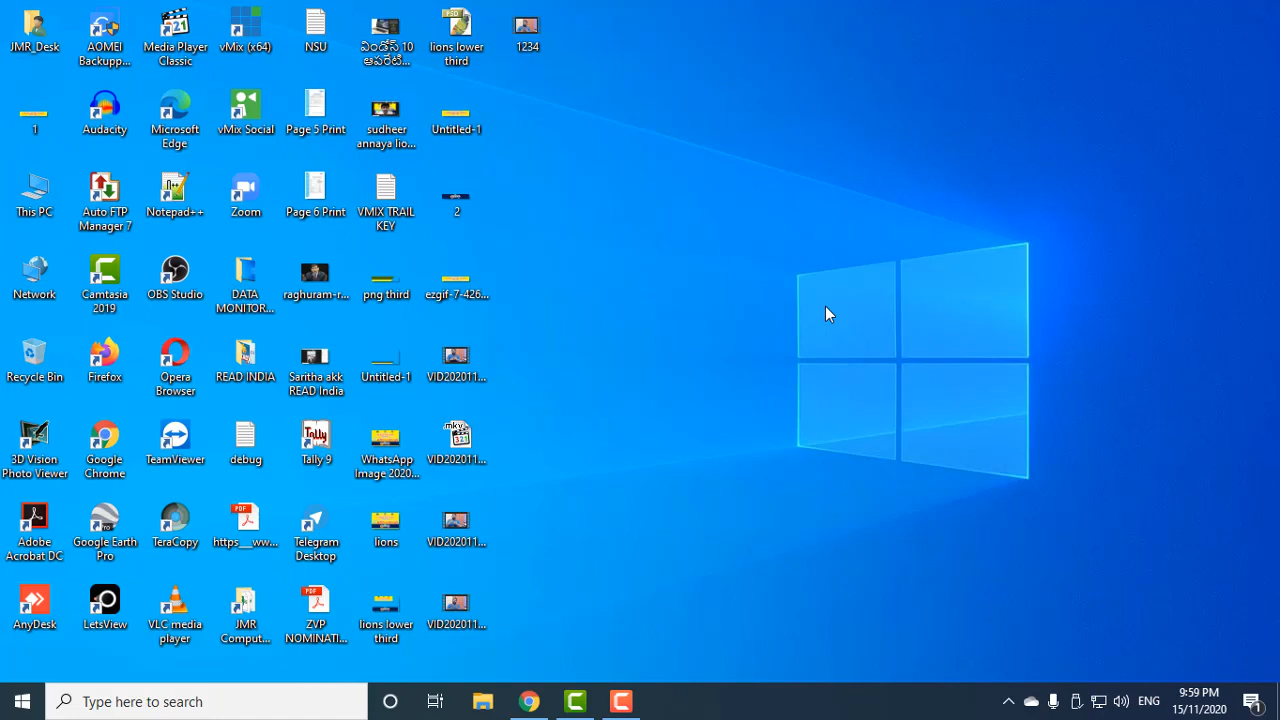 JMR_Desk
AOMEI
Backupp...
Media Player
Classic
vMix (x64)
NSU
విండోస్ 10
ఆపరేటి...
lions lower
third
1234
1
Audacity
Microsoft
Edge
vMix Social
Page 5 Print
sudheer
annaya lio...
Untitled-1
This PC
Auto FTP
Manager 7
Notepad++
Zoom
Page 6 Print
VMIX TRAIL
KEY
2
Network
Camtasia
2019
OBS Studio
DATA
MONITOR...
raghuram-r...
png third
ezgif-7-426...
Recycle Bin
Firefox
Opera
Browser
READ INDIA
Saritha akk
READ India
Untitled-1
VID202011...
3D Vision
Photo Viewer
Google
Chrome
TeamViewer
debug
Tally 9
WhatsApp
Image 2020...
VID202011...
Adobe
Acrobat DC
Google Earth
Pro
TeraCopy
https__ww...
Telegram
Desktop
lions
VID202011...
AnyDesk
LetsView
VLC media
player
JMR
Comput...
ZVP
NOMINATI...
lions lower
third
VID202011...
Type here to search
ENG
9:59 PM
15/11/2020
1